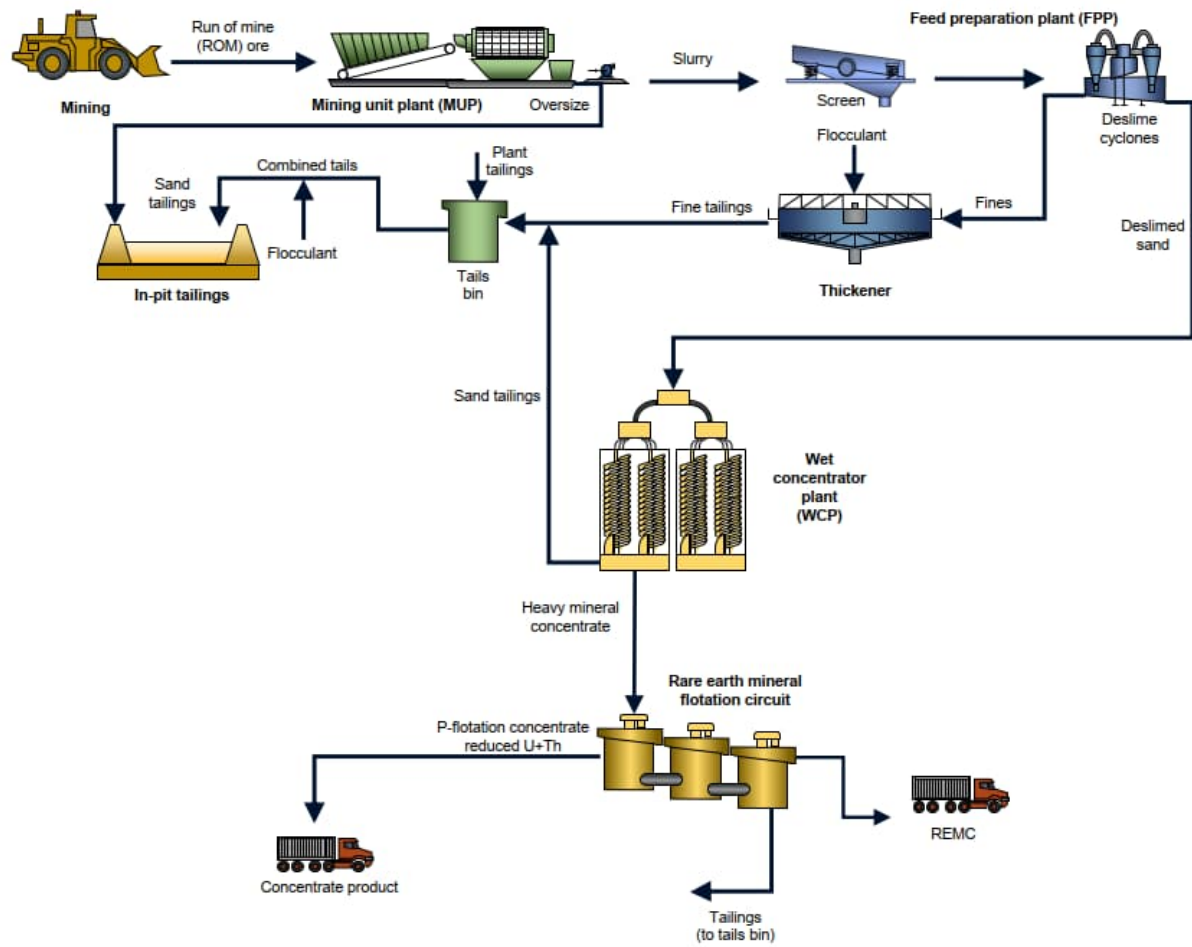 Feed preparation plant (FPP)
Run of mine
(ROM) ore
Slurry
Mining
Mining unit plant (MUP)
Oversize
Screen
Deslime
cyclones
Flocculant
Plant
tailings
Combined tails
Sand
tailings
Fine tailings
Fines
Deslimed
sand
Flocculant
Tails
bin
In-pit tailings
Thickener
Sand tailings
Wet
concentrator
plant
(WCP)
Heavy mineral
concentrate
Rare earth mineral
flotation circuit
P-flotation concentrate
reduced U+Th
REMC
Concentrate product
Tailings
(to tails bin)